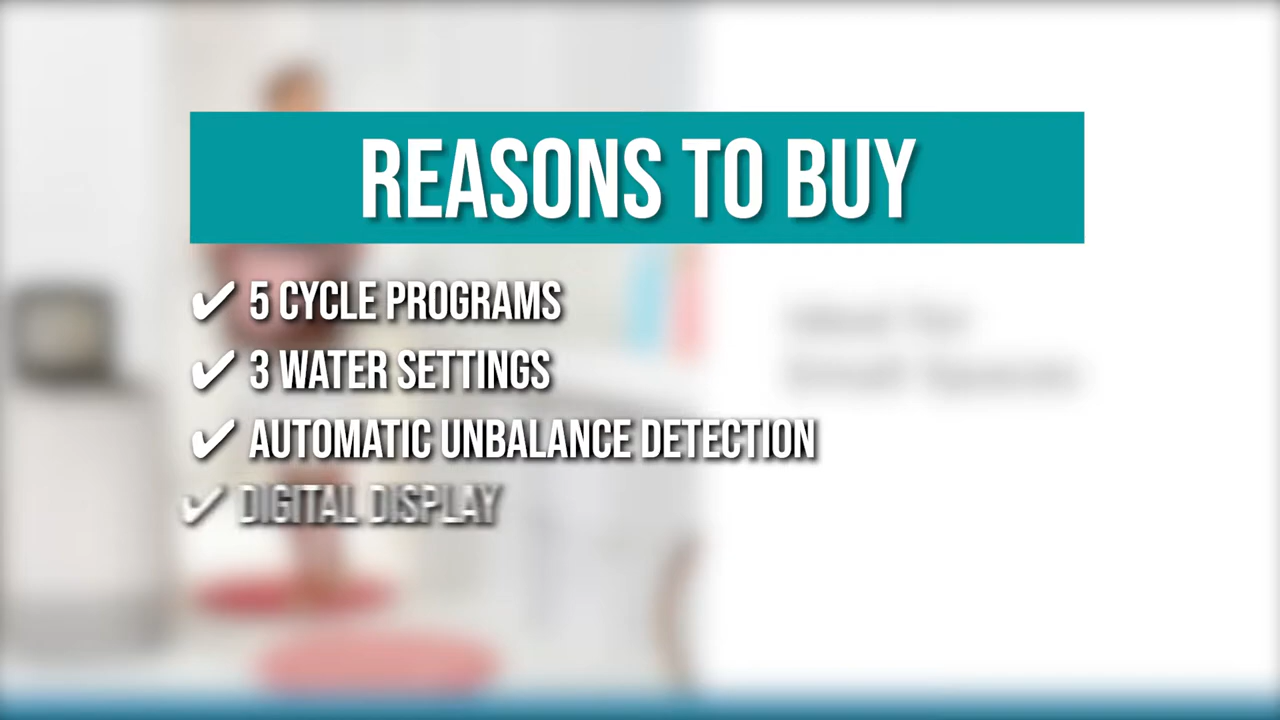 REASONS TO BUY
✔ 5 CYCLE PROGRAMS
✔ 3 WATER SETTINGS
✔ AUTOMATIC UNBALANCE DETECTION
✔ DIGITAL DISPLAY